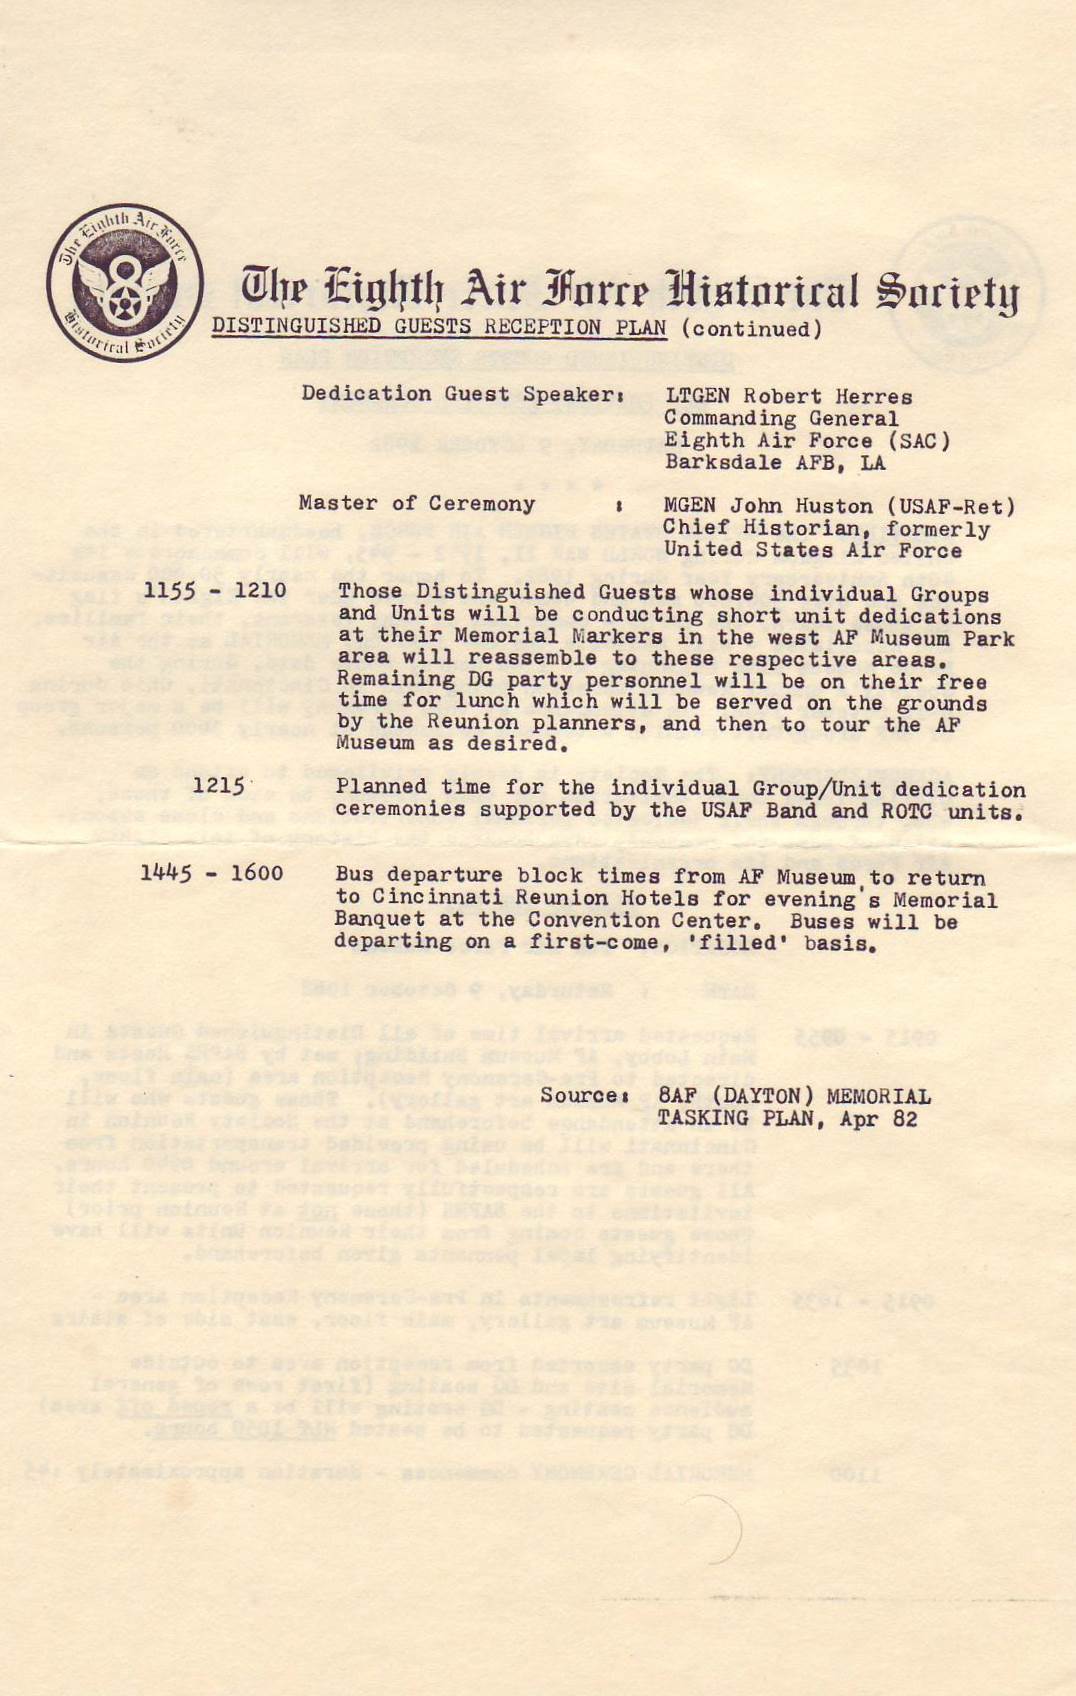 The Eighth Air Force
Historical Society
The Eighth Air Force Historical Society
DISTINGUISHED GUESTS RECEPTION PLAN (continued)
Dedication Guest Speaker: LTGEN Robert Herres
Commanding General
Eighth Air Force (SAC)
Barksdale AFB, LA
Master of Ceremony : MGEN John Huston (USAF-Ret)
Chief Historian, formerly
United States Air Force
1155 - 1210 Those Distinguished Guests whose individual Groups
and Units will be conducting short unit dedications
at their Memorial Markers in the west AF Museum Park
area will reassemble to these respective areas.
Remaining DG party personnel will be on their free
time for lunch which will be served on the grounds
by the Reunion planners, and then to tour the AF
Museum as desired.
1215 Planned time for the individual Group/Unit dedication
ceremonies supported by the USAF Band and ROTC units.
1445 - 1600 Bus departure block times from AF Museum to return
to Cincinnati Reunion Hotels for evening's Memorial
Banquet at the Convention Center. Buses will be
departing on a first-come, 'filled' basis.
Source: 8AF (DAYTON) MEMORIAL
TASKING PLAN, Apr 82